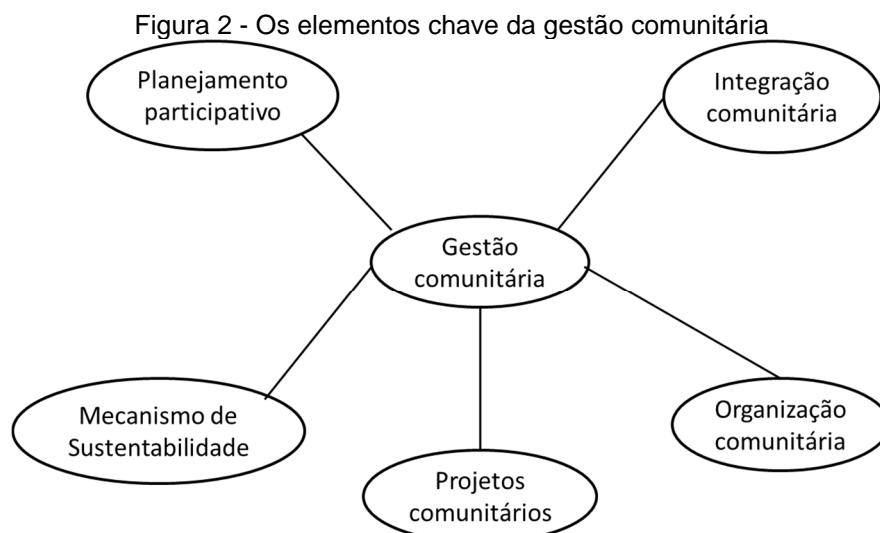 Figura 2 - Os elementos chave da gestão comunitária
Planejamento
participativo
Integração
comunitária
Gestão
comunitária
Mecanismo de
Sustentabilidade
Organização
comunitária
Projetos
comunitários